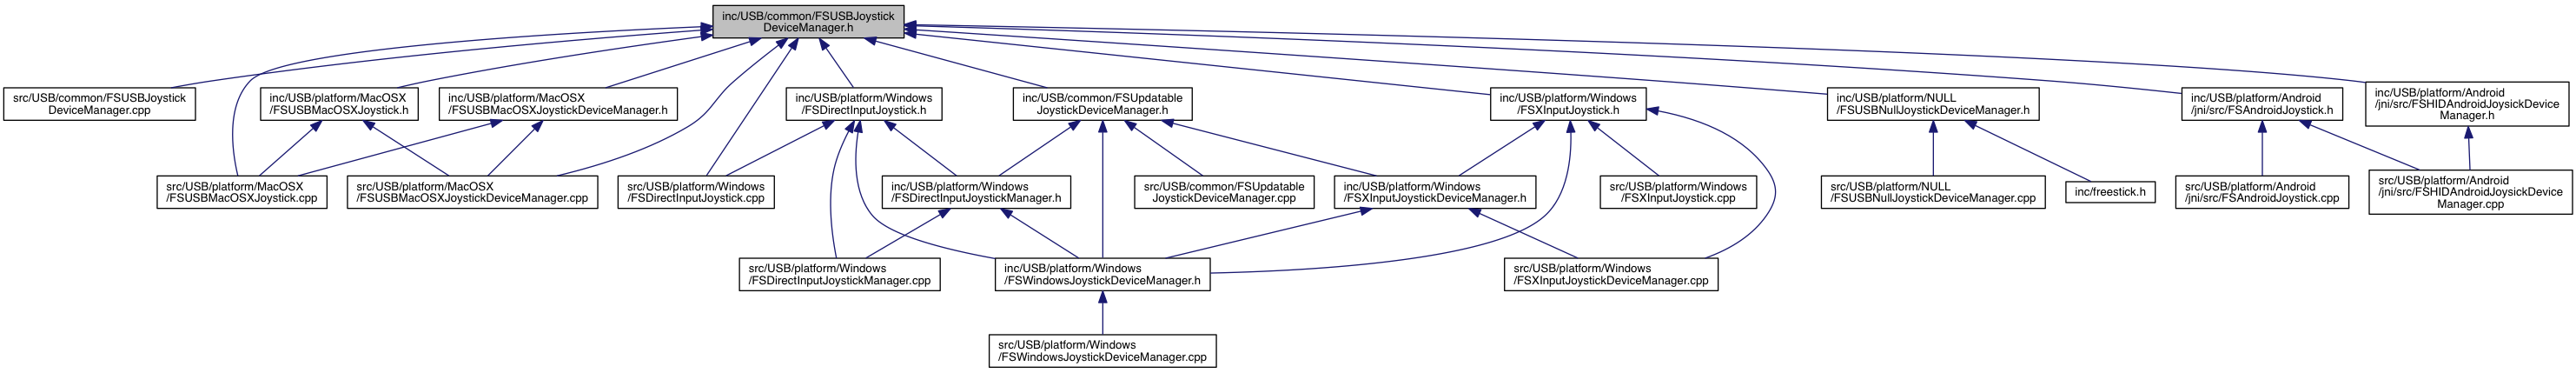 inc/USB/common/FSUSBJoystick
DeviceManager.h
src/USB/common/FSUSBJoystick
DeviceManager.cpp
inc/USB/platform/MacOSX
/FSUSBMacOSXJoystick.h
inc/USB/platform/MacOSX
/FSUSBMacOSXJoystickDeviceManager.h
inc/USB/platform/Windows
/FSDirectInputJoystick.h
inc/USB/common/FSUpdatable
JoystickDeviceManager.h
inc/USB/platform/Windows
/FSXInputJoystick.h
inc/USB/platform/NULL
/FSUSBNullJoystickDeviceManager.h
inc/USB/platform/Android
/jni/src/FSAndroidJoystick.h
inc/USB/platform/Android
/jni/src/FSHIDAndroidJoysickDevice
Manager.h
src/USB/platform/MacOSX
/FSUSBMacOSXJoystick.cpp
src/USB/platform/MacOSX
/FSUSBMacOSXJoystickDeviceManager.cpp
src/USB/platform/Windows
/FSDirectInputJoystick.cpp
inc/USB/platform/Windows
/FSDirectInputJoystickManager.h
src/USB/common/FSUpdatable
JoystickDeviceManager.cpp
inc/USB/platform/Windows
/FSXInputJoystickDeviceManager.h
src/USB/platform/Windows
/FSXInputJoystick.cpp
src/USB/platform/NULL
/FSUSBNullJoystickDeviceManager.cpp
inc/freestick.h
src/USB/platform/Android
/jni/src/FSAndroidJoystick.cpp
src/USB/platform/Android
/jni/src/FSHIDAndroidJoysickDevice
Manager.cpp
src/USB/platform/Windows
/FSDirectInputJoystickManager.cpp
inc/USB/platform/Windows
/FSWindowsJoystickDeviceManager.h
src/USB/platform/Windows
/FSXInputJoystickDeviceManager.cpp
src/USB/platform/Windows
/FSWindowsJoystickDeviceManager.cpp